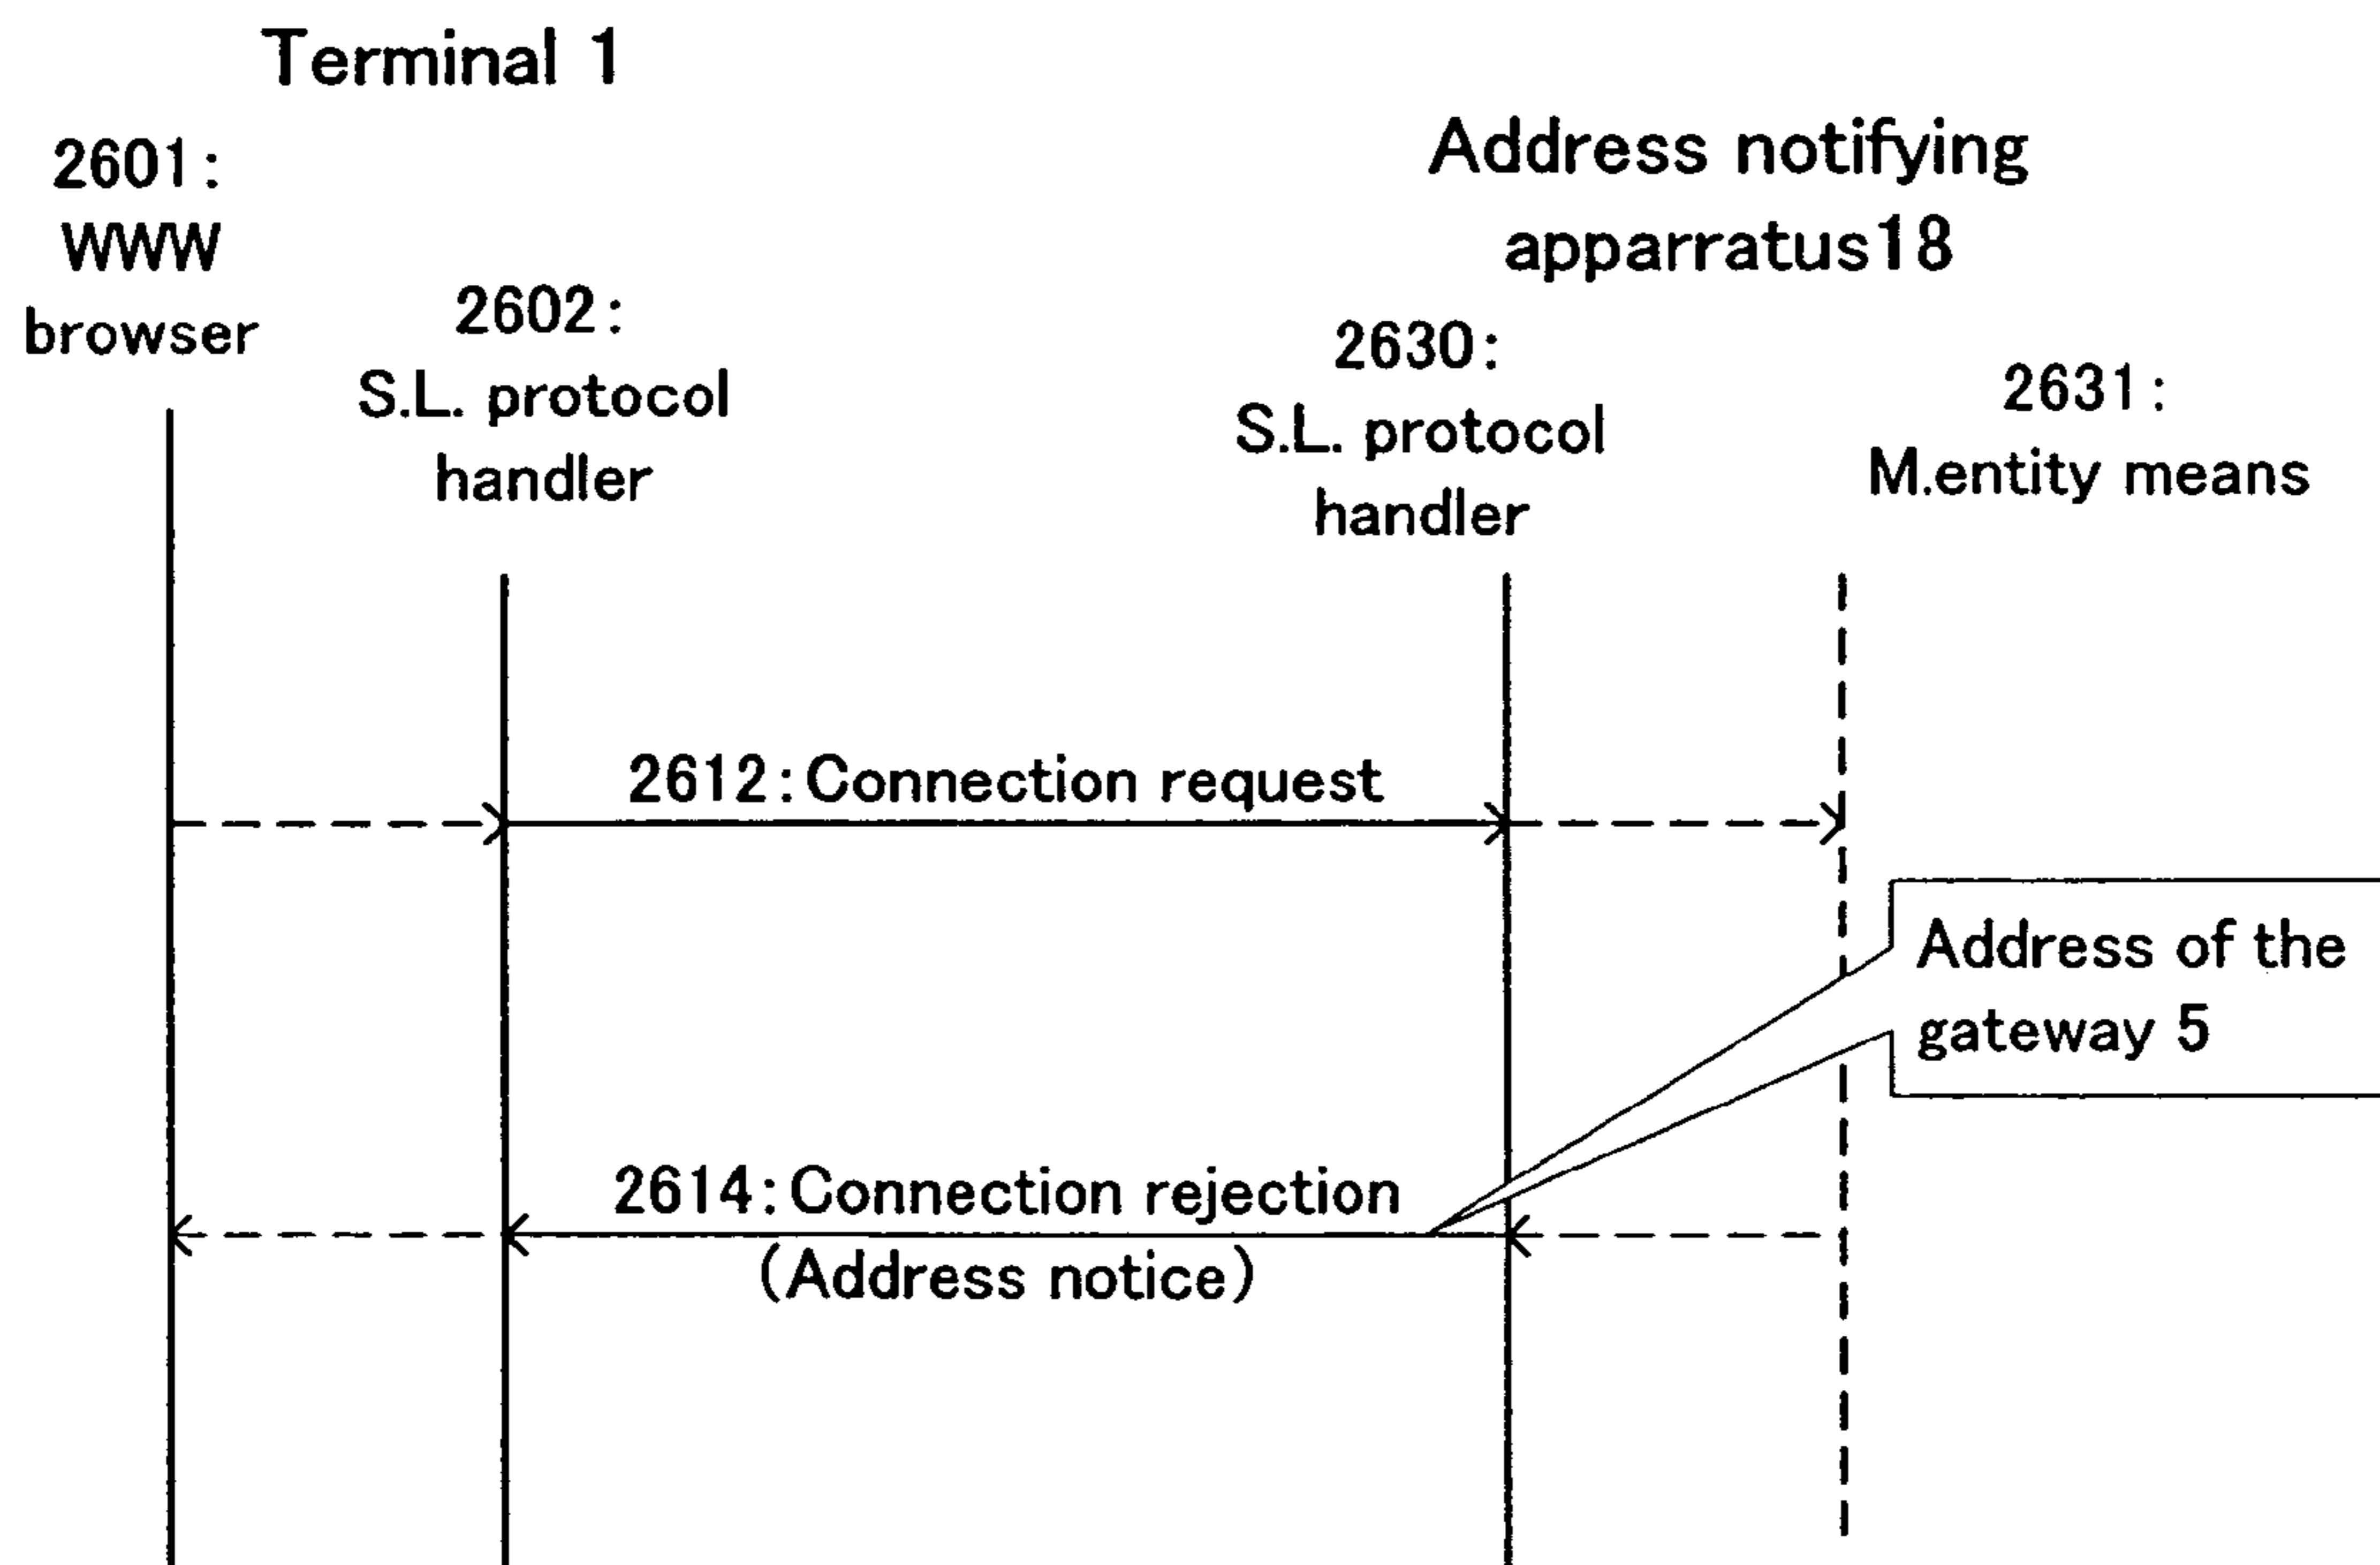 Terminal 1
2601:
WWW
browser
2602:
S.L. protocol
handler
Address notifying
apparratus18
2630:
S.L. protocol
handler
2631:
M.entity means
2612:Connection request
Address of the
gateway 5
2614:Connection rejection
(Address notice)